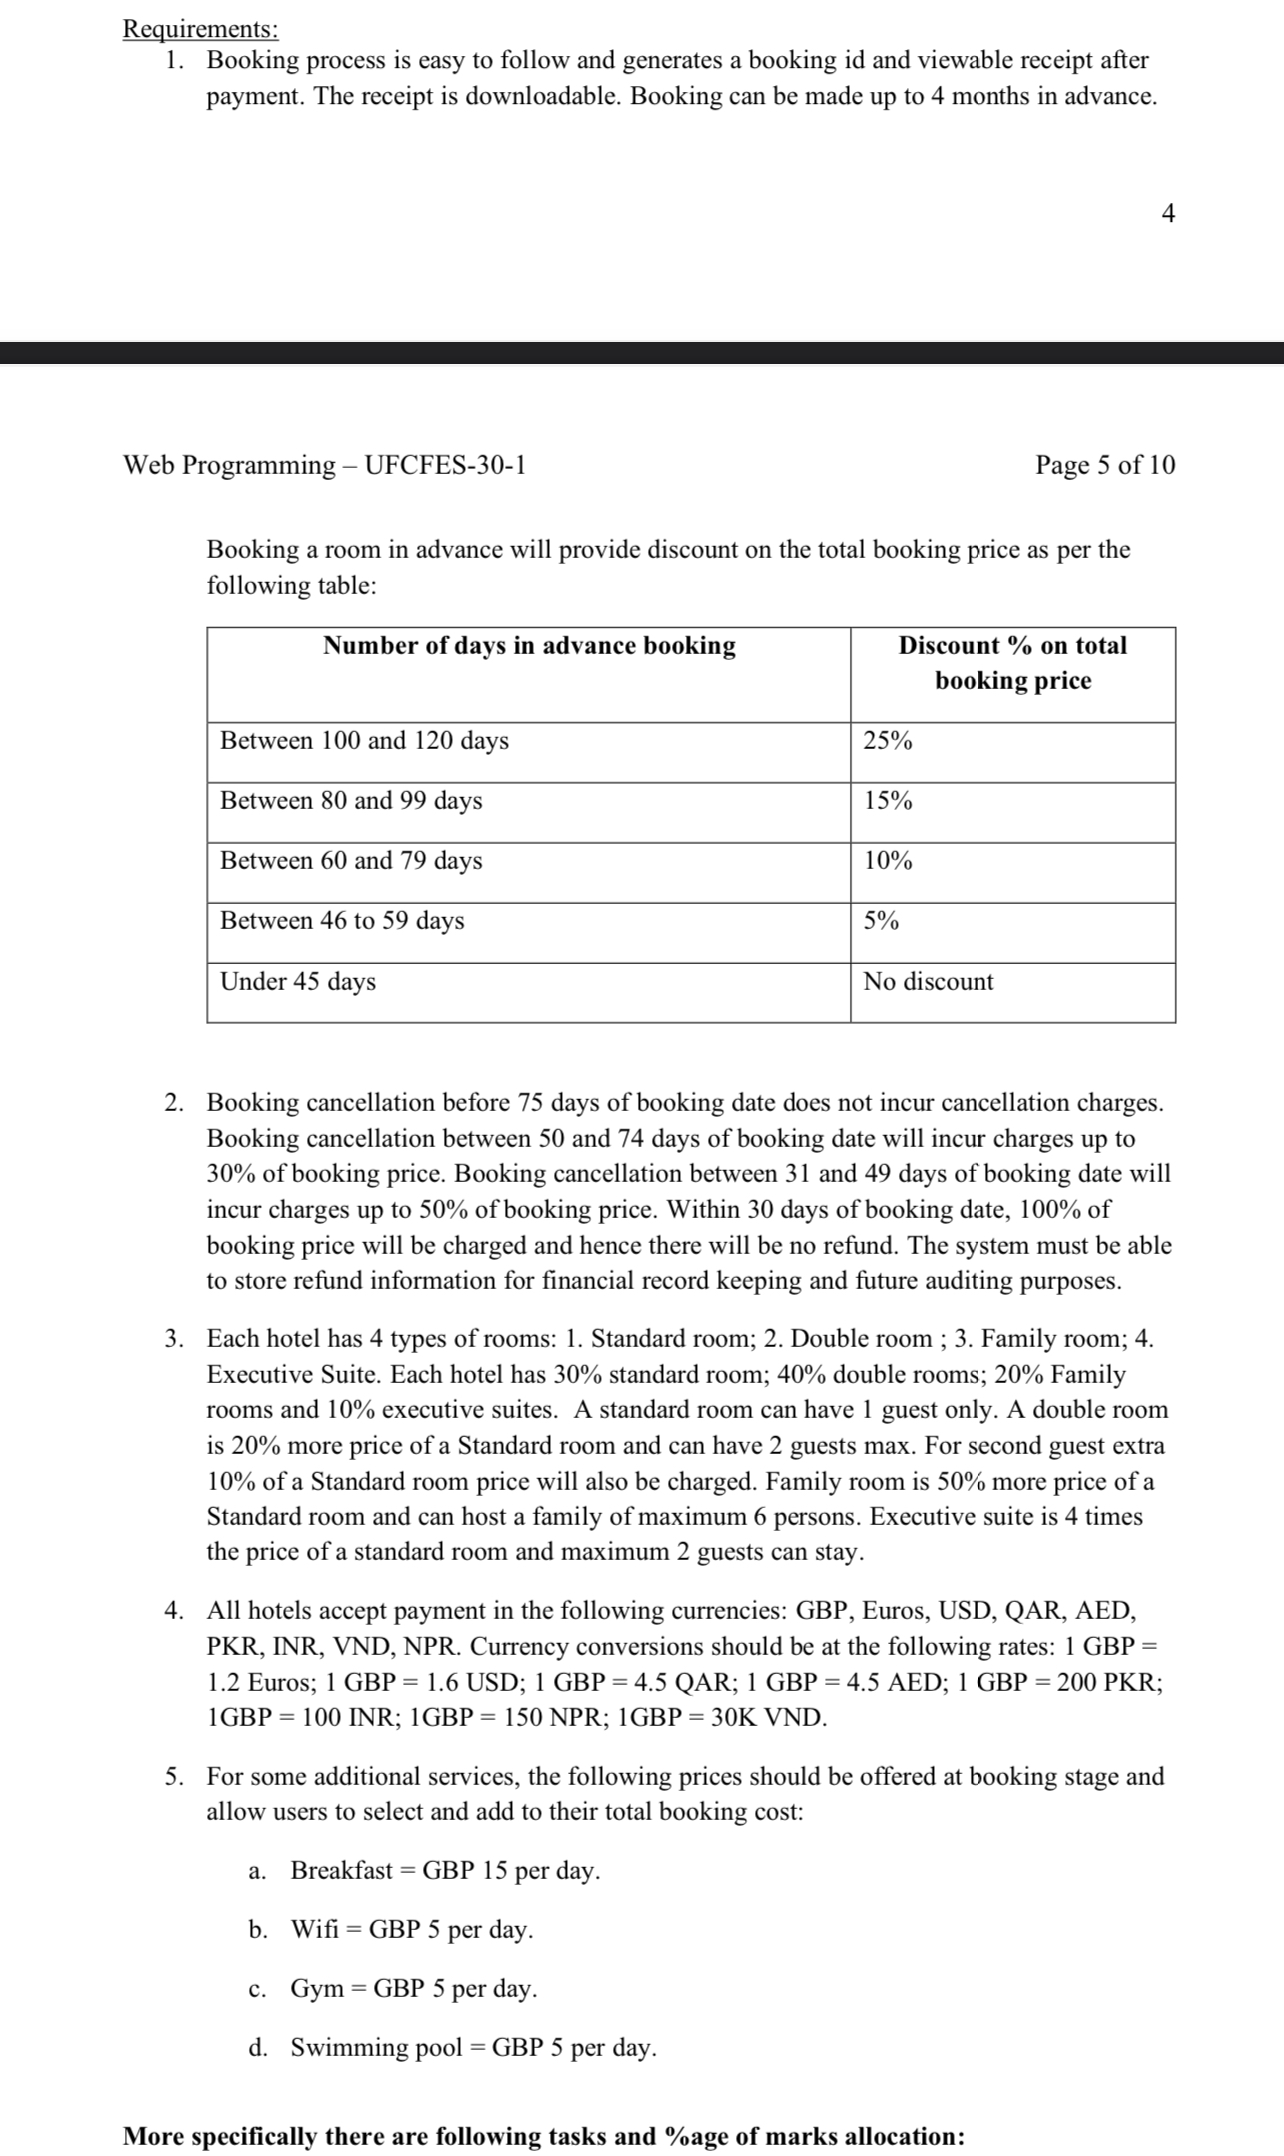 Requirements:
1. Booking process is easy to follow and generates a booking id and viewable receipt after
payment. The receipt is downloadable. Booking can be made up to 4 months in advance.
4
Web Programming – UFCFES-30-1 Page 5 of 10
Booking a room in advance will provide discount on the total booking price as per the
following table:
Number of days in advance booking Discount % on total
booking price
Between 100 and 120 days 25%
Between 80 and 99 days 15%
Between 60 and 79 days 10%
Between 46 to 59 days 5%
Under 45 days No discount
2. Booking cancellation before 75 days of booking date does not incur cancellation charges.
Booking cancellation between 50 and 74 days of booking date will incur charges up to
30% of booking price. Booking cancellation between 31 and 49 days of booking date will
incur charges up to 50% of booking price. Within 30 days of booking date, 100% of
booking price will be charged and hence there will be no refund. The system must be able
to store refund information for financial record keeping and future auditing purposes.
3. Each hotel has 4 types of rooms: 1. Standard room; 2. Double room ; 3. Family room; 4.
Executive Suite. Each hotel has 30% standard room; 40% double rooms; 20% Family
rooms and 10% executive suites.  A standard room can have 1 guest only. A double room
is 20% more price of a Standard room and can have 2 guests max. For second guest extra
10% of a Standard room price will also be charged. Family room is 50% more price of a
Standard room and can host a family of maximum 6 persons. Executive suite is 4 times
the price of a standard room and maximum 2 guests can stay.
4. All hotels accept payment in the following currencies: GBP, Euros, USD, QAR, AED,
PKR, INR, VND, NPR. Currency conversions should be at the following rates: 1 GBP =
1.2 Euros; 1 GBP = 1.6 USD; 1 GBP = 4.5 QAR; 1 GBP = 4.5 AED; 1 GBP = 200 PKR;
1GBP = 100 INR; 1GBP = 150 NPR; 1GBP = 30K VND.
5. For some additional services, the following prices should be offered at booking stage and
allow users to select and add to their total booking cost:
a. Breakfast = GBP 15 per day.
b. Wifi = GBP 5 per day.
c. Gym = GBP 5 per day.
d. Swimming pool = GBP 5 per day.
More specifically there are following tasks and %age of marks allocation: